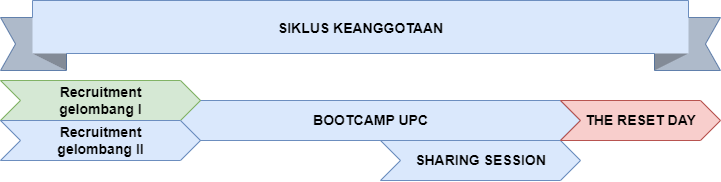 SIKLUS KEANGGOTAAN
Recruitment
gelombang I
BOOTCAMP UPC
THE RESET DAY
Recruitment
gelombang II
SHARING SESSION